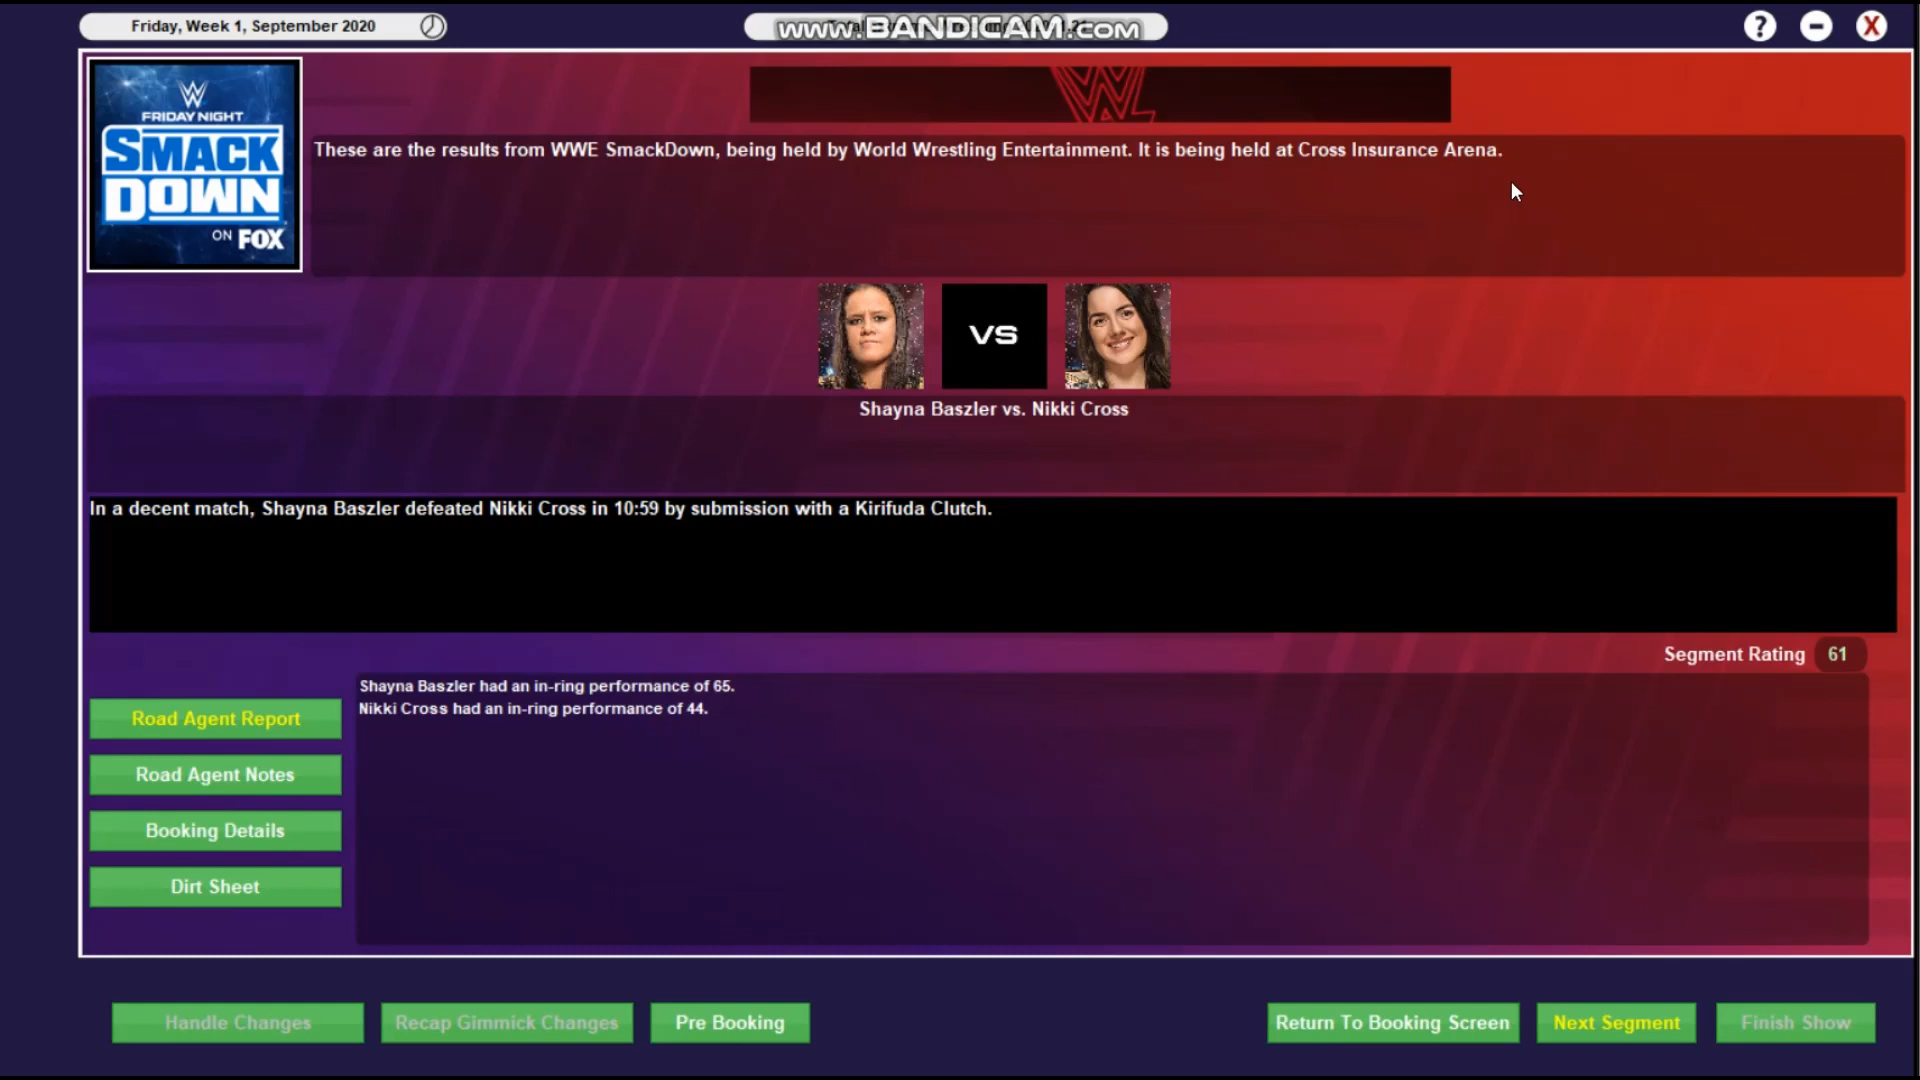 Friday, Week 1, September 2020
www.BANDICAM.com
?
X
W
FRIDAY NIGHT
SMACK
DOWN
ON FOX
These are the results from WWE SmackDown, being held by World Wrestling Entertainment. It is being held at Cross Insurance Arena.
VS
Shayna Baszler vs. Nikki Cross
In a decent match, Shayna Baszler defeated Nikki Cross in 10:59 by submission with a Kirifuda Clutch.
Segment Rating 61
Shayna Baszler had an in-ring performance of 65.
Nikki Cross had an in-ring performance of 44.
Road Agent Report
Road Agent Notes
Booking Details
Dirt Sheet
Handle Changes
Recap Gimmick Changes
Pre Booking
Return To Booking Screen
Next Segment
Finish Show